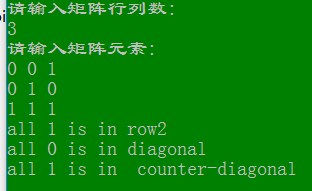 请输入矩阵行列数:
3
请输入矩阵元素:
0 0 1
0 1 0
1 1 1
all 1 is in row2
all 0 is in diagonal
all 1 is in  counter-diagonal